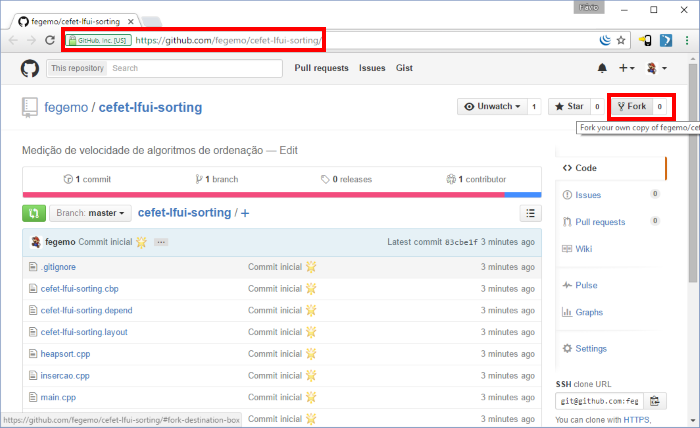 fegemo/cefet-lfui-sorting
GitHub, Inc. [US] https://github.com/fegemo/cefet-lfui-sorting/
This repository Search Pull requests Issues Gist
fegemo / cefet-lfui-sorting Unwatch 1 Star 0 Fork 0
Fork your own copy of fegemo/cef
Medição de velocidade de algoritmos de ordenação — Edit
1 commit 1 branch 0 releases 1 contributor
Branch: master cefet-lfui-sorting / +
fegemo Commit inicial Latest commit 83cbe1f 3 minutes ago
.gitignore Commit inicial 3 minutes ago
cefet-lfui-sorting.cbp Commit inicial 3 minutes ago
cefet-lfui-sorting.depend Commit inicial 3 minutes ago
cefet-lfui-sorting.layout Commit inicial 3 minutes ago
heapsort.cpp Commit inicial 3 minutes ago
insercao.cpp Commit inicial 3 minutes ago
main.cpp Commit inicial 3 minutes ago
Code
Issues 0
Pull requests 0
Wiki
Pulse
Graphs
Settings
SSH clone URL
git@github.com:feg
You can clone with HTTPS,
https://github.com/fegemo/cefet-lfui-sorting/#fork-destination-box